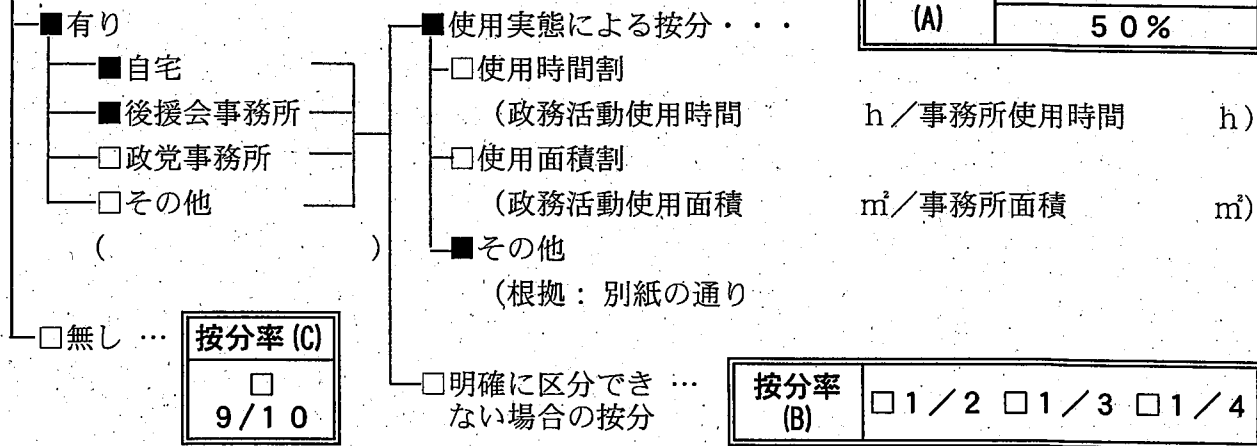 ■有り
■自宅
■後援会事務所
□政党事務所
□その他
( )
□無し …
按分率(C)
□
9/10
■使用実態による按分・・・
(A)
50%
□使用時間割
(政務活動使用時間 h/事務所使用時間 h)
□使用面積割
(政務活動使用面積 ㎡/事務所面積 ㎡)
■その他
(根拠:別紙の通り
□明確に区分でき …
ない場合の按分
按分率
(B)
□1/2 □1/3 □1/4